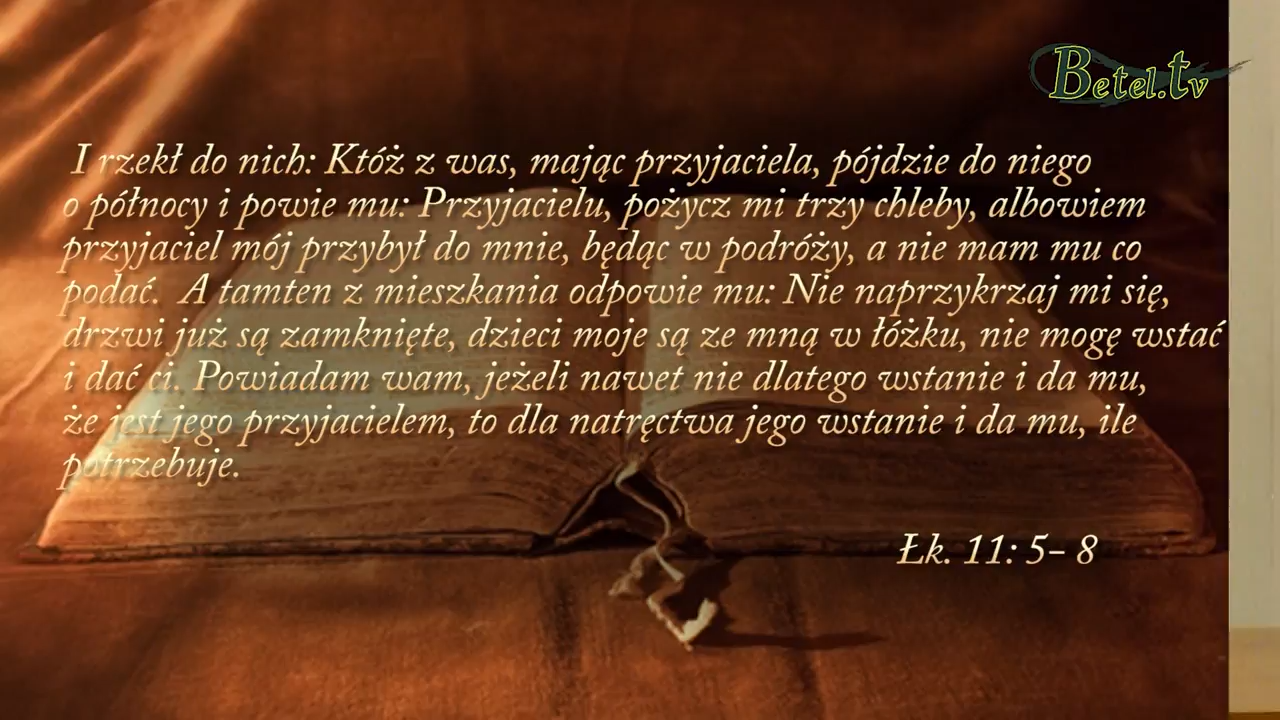 Betel.tv
I rzekł do nich: Któż z was, mając przyjaciela, pójdzie do niego
o północy i powie mu: Przyjacielu, pożycz mi trzy chleby, albowiem
przyjaciel mój przybył do mnie, będąc w podróży, a nie mam mu co
podać. A tamten z mieszkania odpowie mu: Nie naprzykrzaj mi się,
drzwi już są zamknięte, dzieci moje są ze mną w łóżku, nie mogę wstać
i dać ci. Powiadam wam, jeżeli nawet nie dlatego wstanie i da mu,
że jest jego przyjacielem, to dla natręctwa jego wstanie i da mu, ile
potrzebuje.
Łk. 11: 5– 8